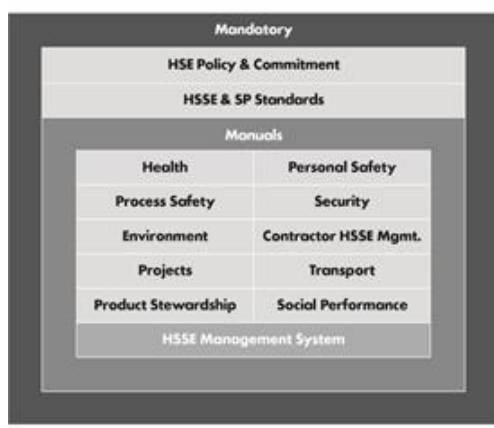 Mandatory
HSE Policy & Commitment
HSSE & SP Standards
Manuals
Health
Personal Safety
Process Safety
Security
Environment
Contractor HSSE Mgmt.
Projects
Transport
Product Stewardship
Social Performance
HSSE Management System